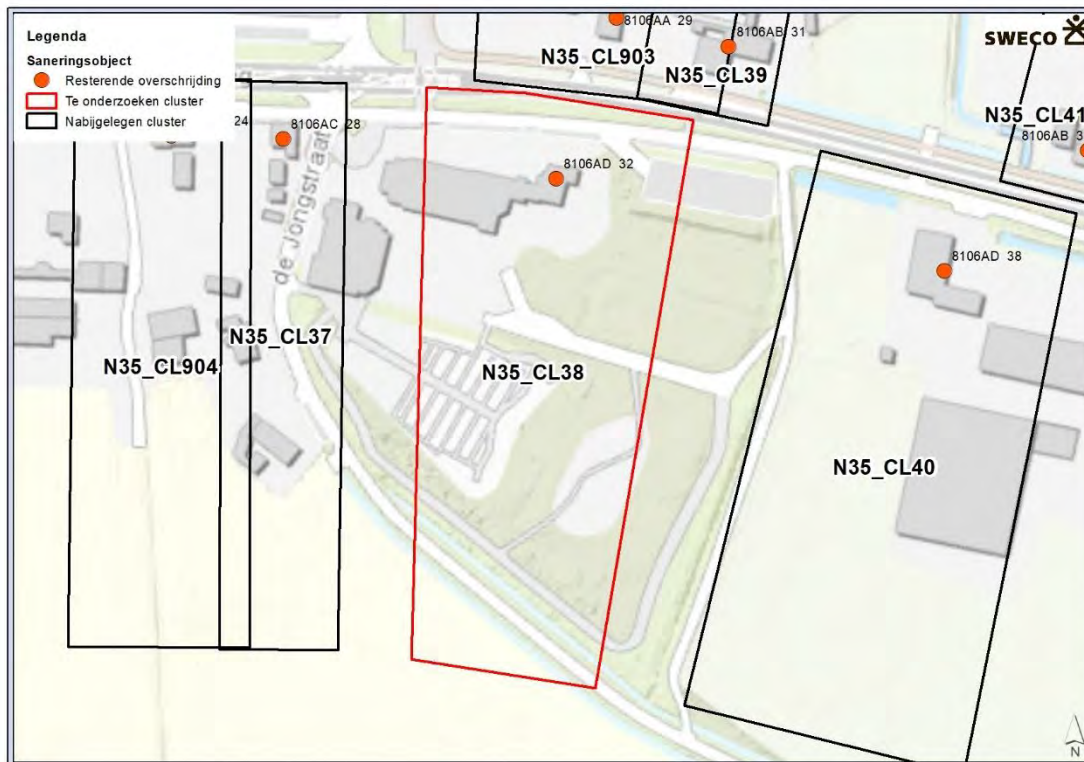 Legenda
Saneringsobject
Resterende overschrijding
Te onderzoeken cluster
Nabijgelegen cluster
24
8106AA 29
8106AB 31
SWECO
N35_CL903
N35_CL39
N35_CL41
8106AB 3
8106AC 28
8106AD 32
de Jongstraat
8106AD 38
N35_CL904
N35_CL37
N35_CL38
N35_CL40
N